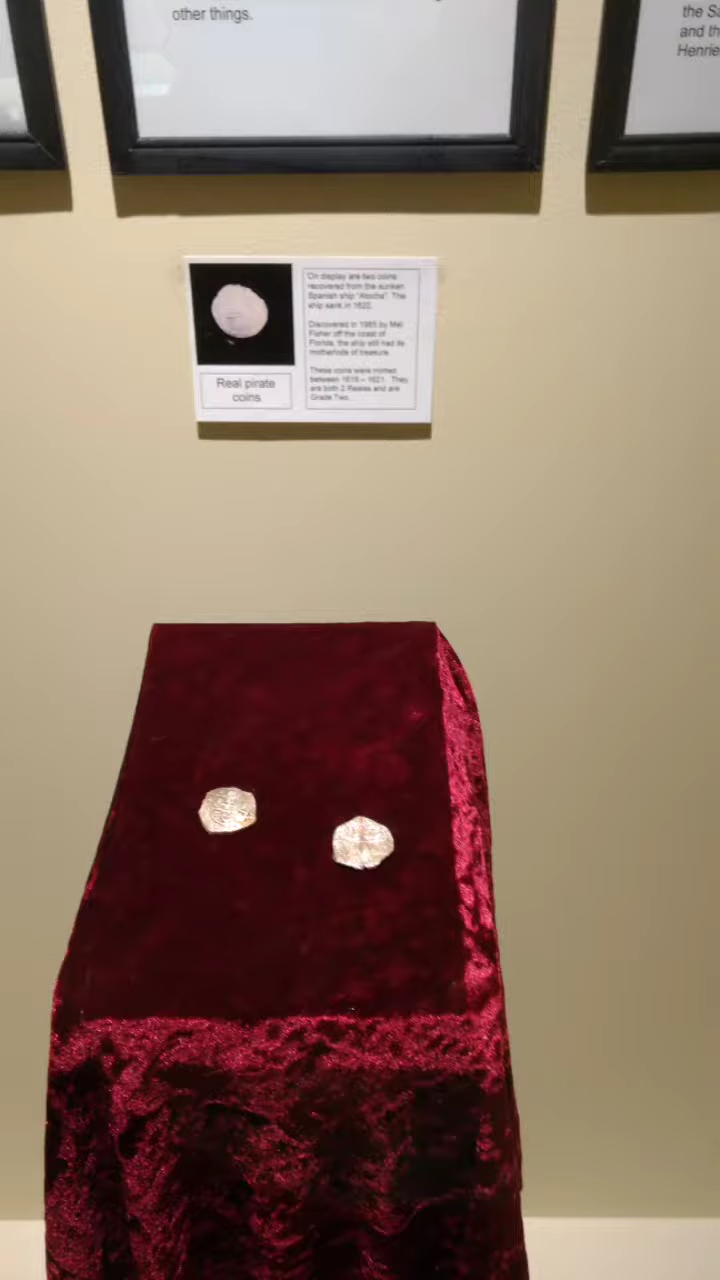 other things.
the Sa
and th
Henrie
Real pirate
coins
On display are two coins
recovered from the sunken
Spanish ship "Atocha". The
ship sank in 1622.
Discovered in 1985 by Mel
Fisher off the coast of
Florida, the ship still had its
motherlode of treasure.
These coins were minted
between 1618 – 1621. They
are both 2 Reales and are
Grade Two.